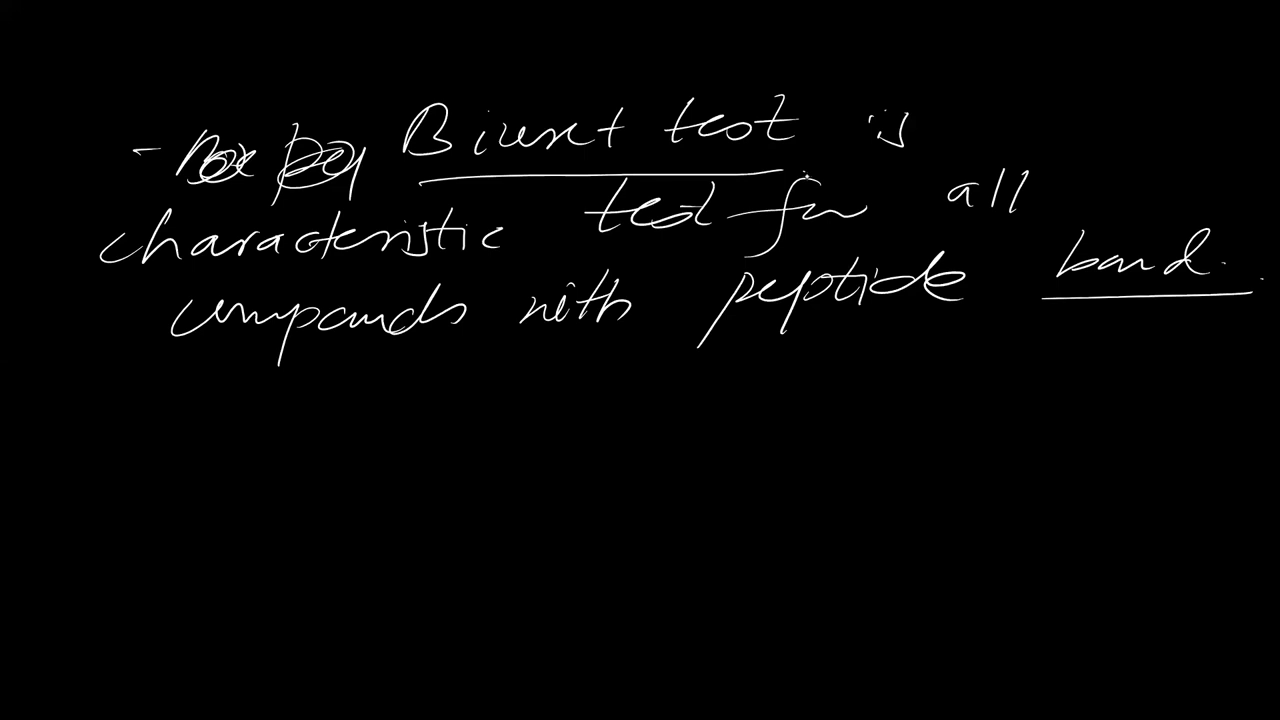 - Biuret test is
characteristic test for all
compounds with peptide bond.